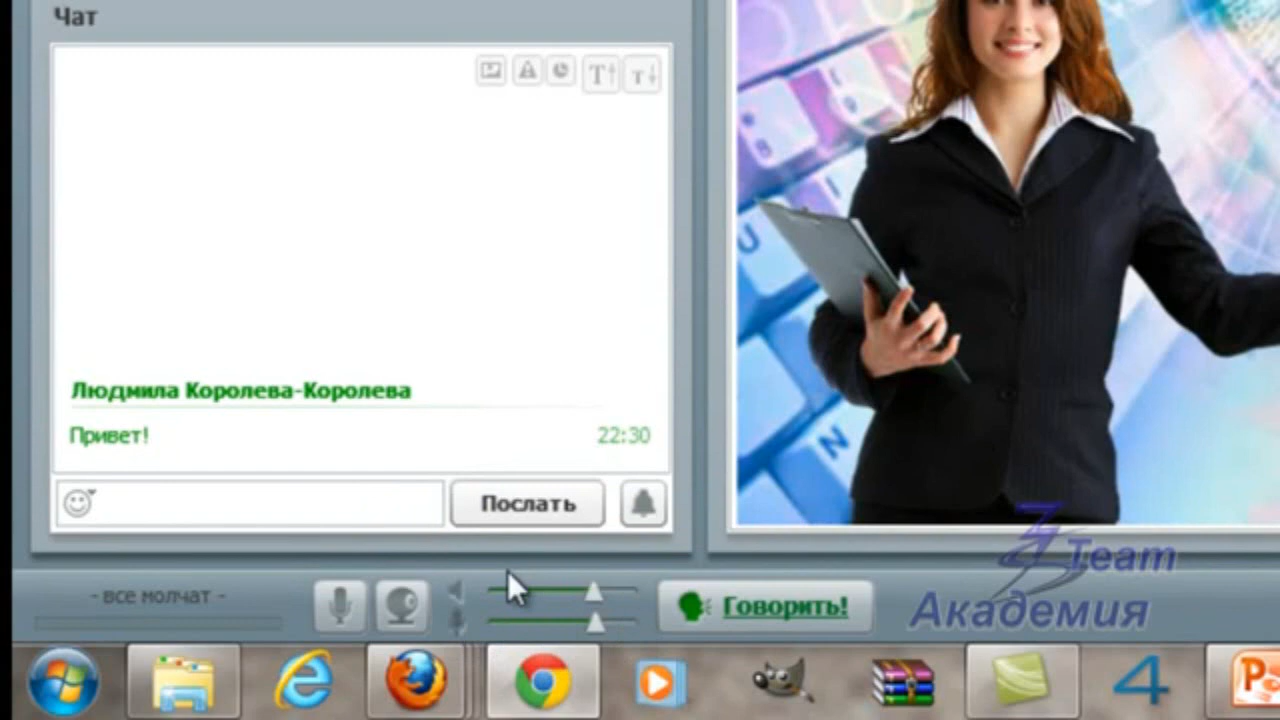 Чат
T
T
Людмила Королева-Королева
Привет!
22:30
Послать
- все молчат -
Говорить!
Team
Академия
U
N
4
P